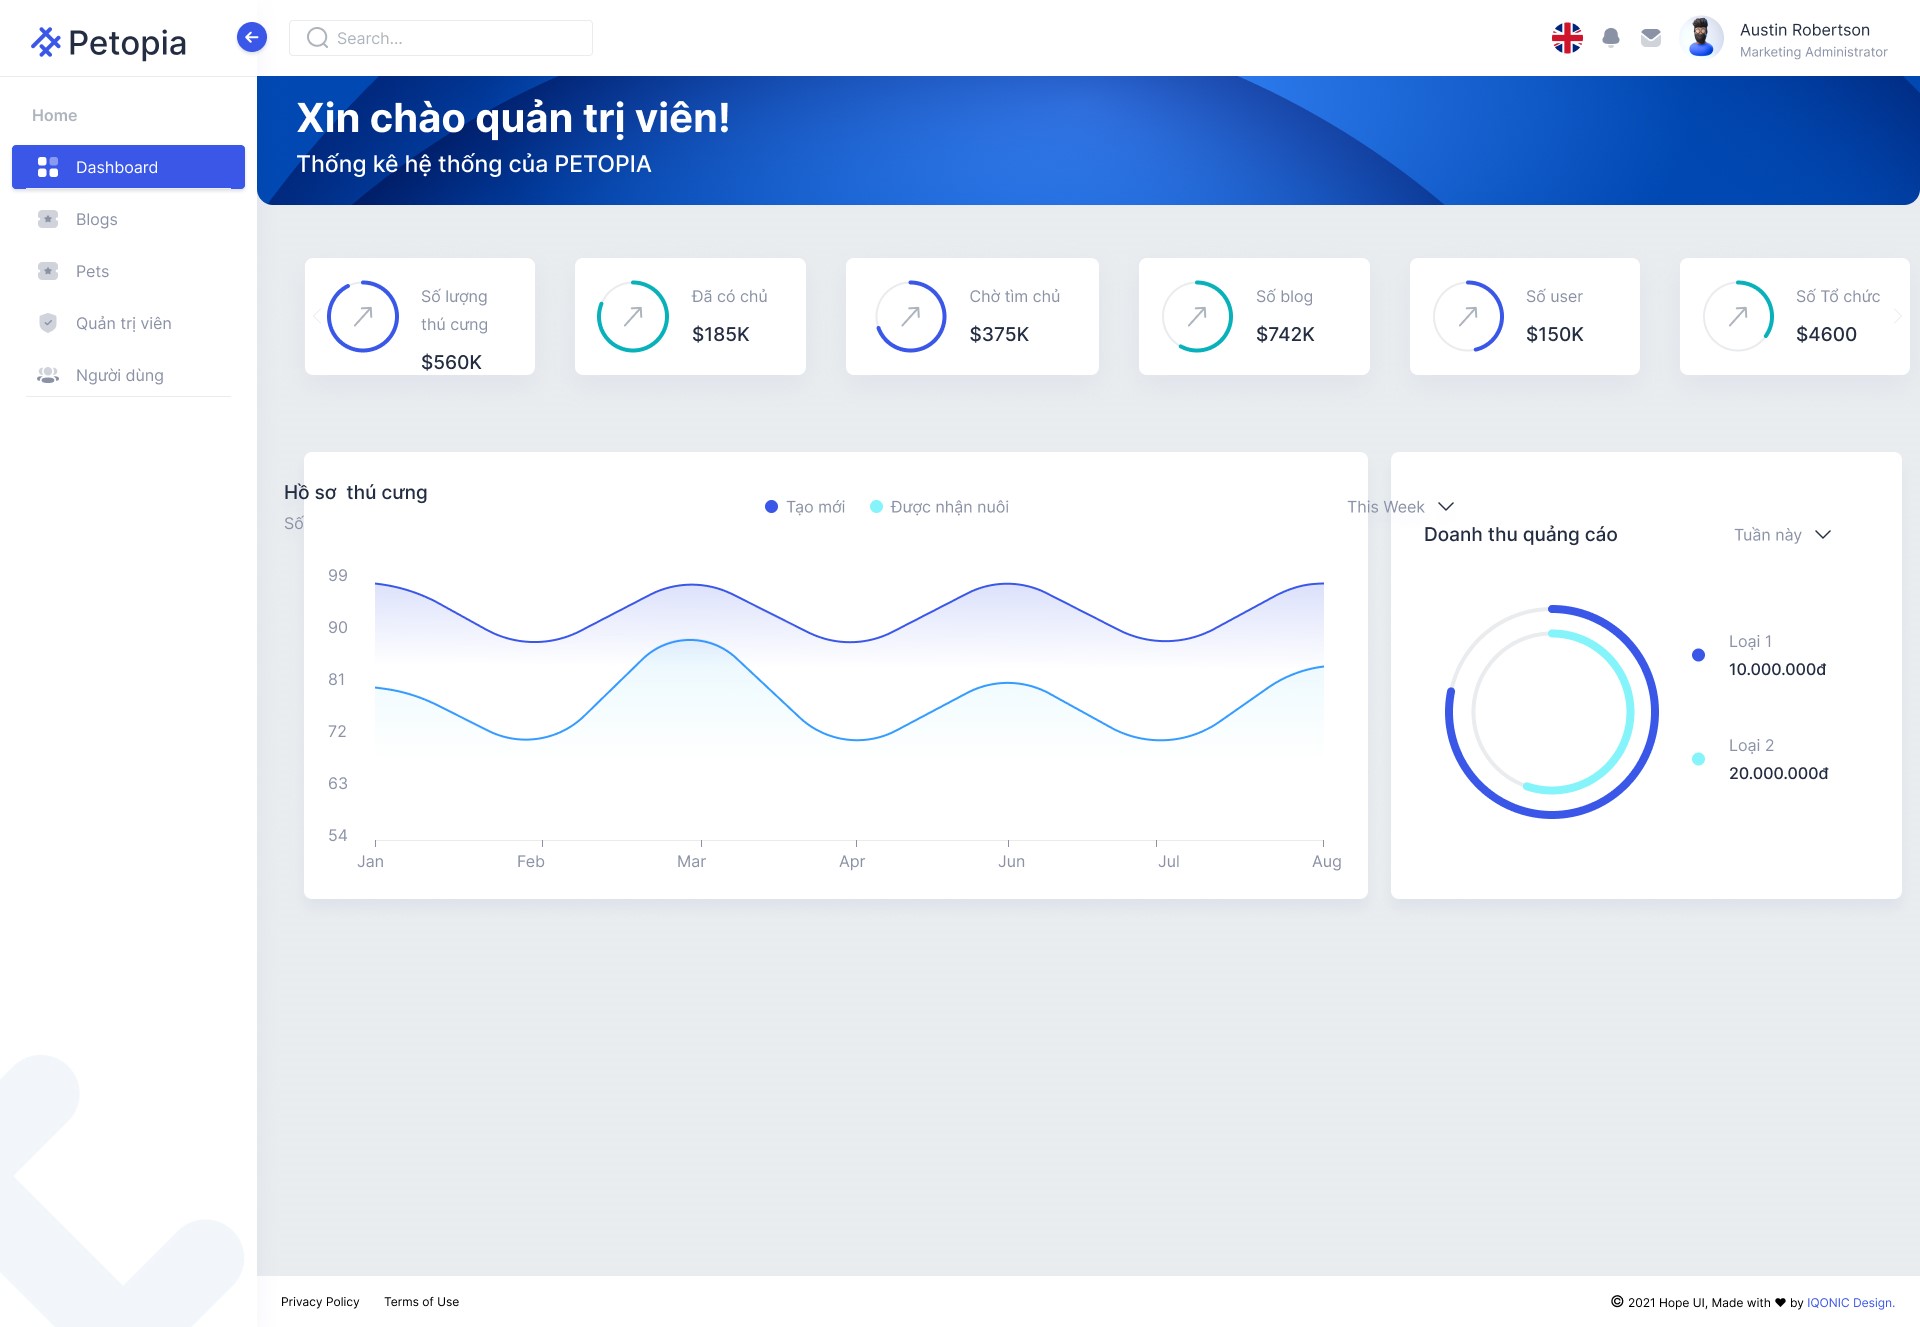 Petopia
Search...
Austin Robertson
Marketing Administrator
Home
Dashboard
Blogs
Pets
Quản trị viên
Người dùng
Xin chào quản trị viên!
Thống kê hệ thống của PETOPIA
Số lượng
thú cưng
$560K
Đã có chủ
$185K
Chờ tìm chủ
$375K
Số blog
$742K
Số user
$150K
Số Tổ chức
$4600
Hồ sơ  thú cưng
Số
Tạo mới
Được nhận nuôi
This Week
99
90
81
72
63
54
Jan
Feb
Mar
Apr
Jun
Jul
Aug
Doanh thu quảng cáo
Tuần này
Loại 1
10.000.000đ
Loại 2
20.000.000đ
Privacy Policy
Terms of Use
© 2021 Hope UI, Made with ❤ by IQONIC Design.